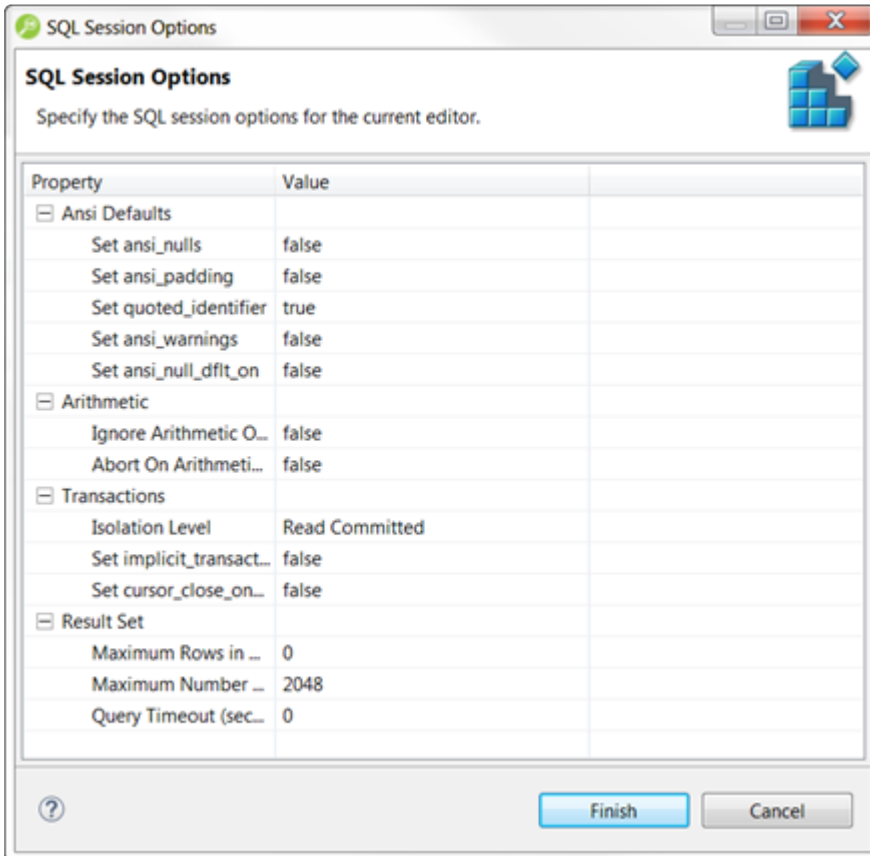 SQL Session Options
SQL Session Options
Specify the SQL session options for the current editor.
Property Value
Ansi Defaults
Set ansi_nulls false
Set ansi_padding false
Set quoted_identifier true
Set ansi_warnings false
Set ansi_null_dflt_on false
Arithmetic
Ignore Arithmetic O... false
Abort On Arithmeti... false
Transactions
Isolation Level Read Committed
Set implicit_transact... false
Set cursor_close_on... false
Result Set
Maximum Rows in ... 0
Maximum Number ... 2048
Query Timeout (sec... 0
Finish Cancel